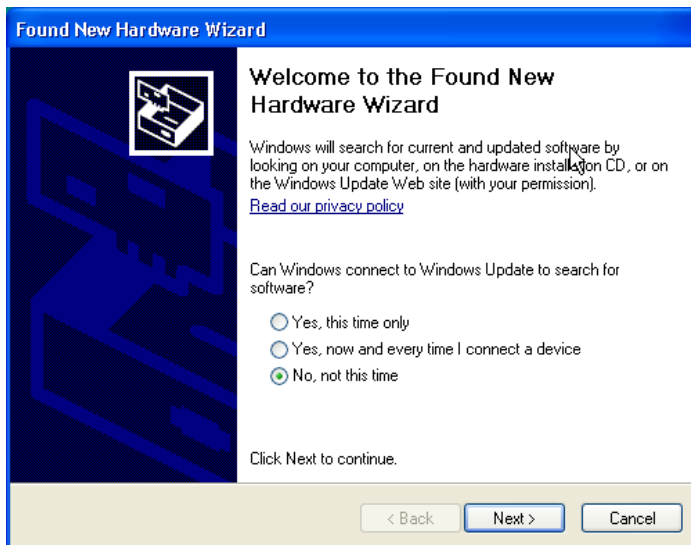 Found New Hardware Wizard
Welcome to the Found New
Hardware Wizard
Windows will search for current and updated software by
looking on your computer, on the hardware installation CD, or on
the Windows Update Web site (with your permission).
Read our privacy policy
Can Windows connect to Windows Update to search for
software?
Yes, this time only
Yes, now and every time I connect a device
No, not this time
Click Next to continue.
< Back Next > Cancel